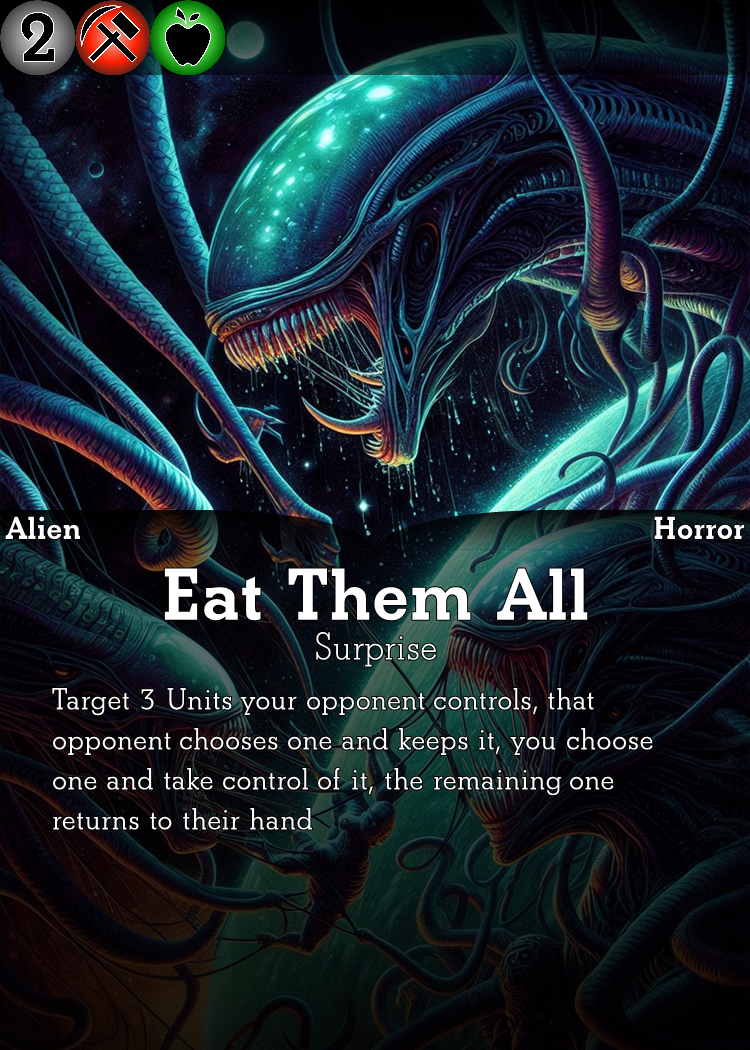 2
Alien
Horror
Eat Them All
Surprise
Target 3 Units your opponent controls, that
opponent chooses one and keeps it, you choose
one and take control of it, the remaining one
returns to their hand